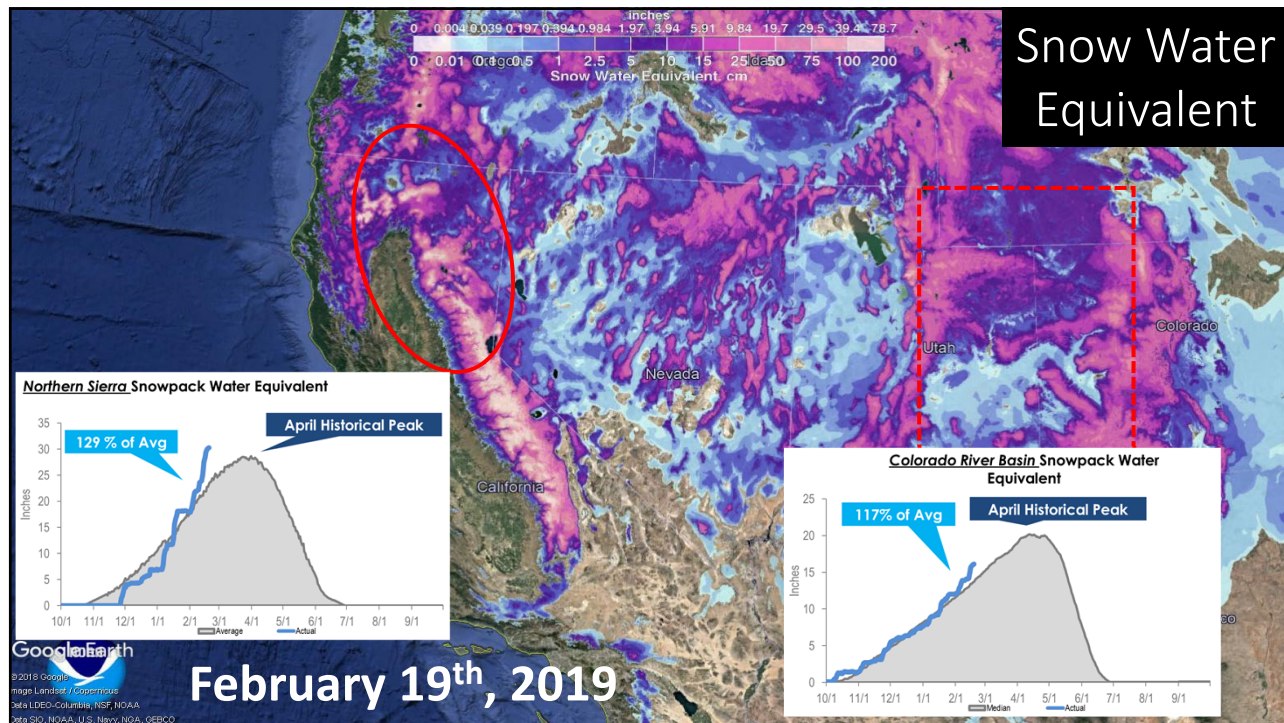 Inches
0 0.004 0.039 0.197 0.394 0.984 1.97 3.94 5.91 9.84 19.7 29.5 39.4 78.7
0 0.01 0.1 0.5 1 2.5 5 10 15 25 50 75 100 200
Snow Water Equivalent, cm
Oregon
Idaho
Snow Water
Equivalent
Colorado
Utah
Nevada
California
Northern Sierra Snowpack Water Equivalent
129 % of Avg
April Historical Peak
Inches
35
30
25
20
15
10
5
0
10/1 11/1 12/1 1/1 2/1 3/1 4/1 5/1 6/1 7/1 8/1 9/1
Average Actual
Colorado River Basin Snowpack Water
Equivalent
117% of Avg
April Historical Peak
Inches
25
20
15
10
5
0
10/1 11/1 12/1 1/1 2/1 3/1 4/1 5/1 6/1 7/1 8/1 9/1
Median Actual
Google Earth
©2018 Google
Image Landsat / Copernicus
Data LDEO-Columbia, NSF, NOAA
Data SIO, NOAA, U.S. Navy, NGA, GEBCO
February 19th, 2019